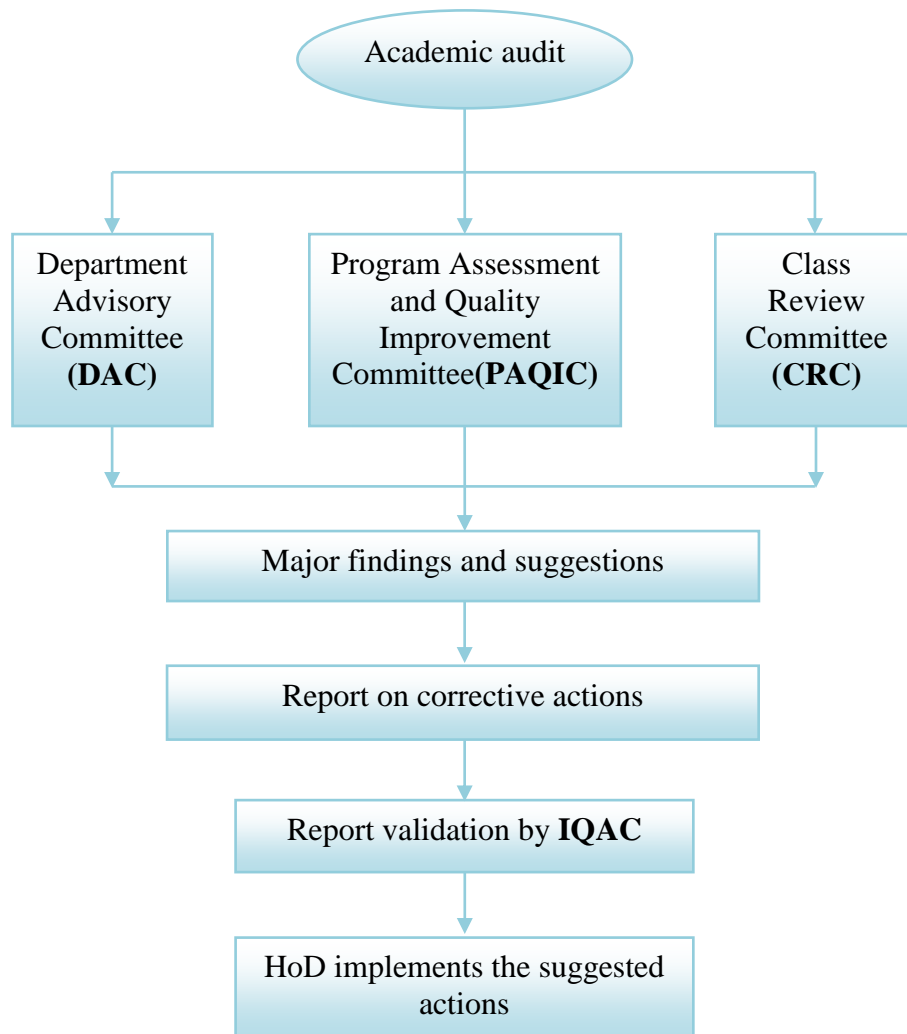 Academic audit
Department
Advisory
Committee
(DAC)
Program Assessment
and Quality
Improvement
Committee(PAQIC)
Class
Review
Committee
(CRC)
Major findings and suggestions
Report on corrective actions
Report validation by IQAC
HoD implements the suggested
actions